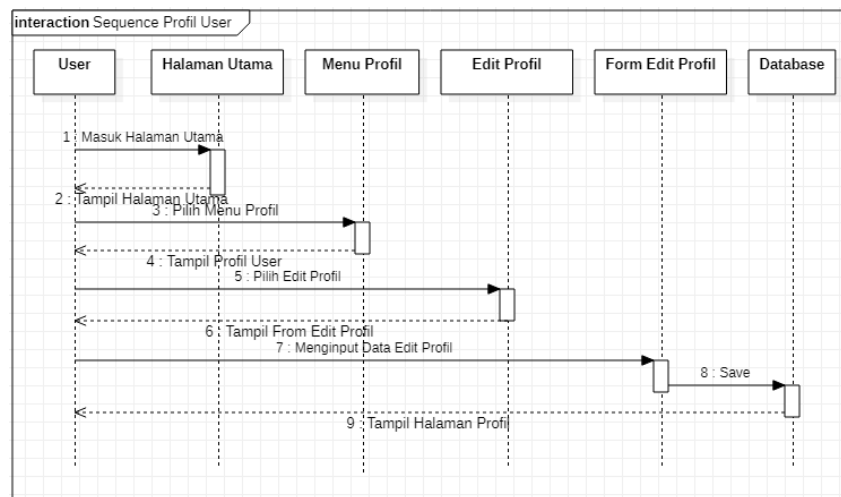 interaction Sequence Profil User
User
Halaman Utama
Menu Profil
Edit Profil
Form Edit Profil
Database
1 : Masuk Halaman Utama
2 : Tampil Halaman Utama
3 : Pilih Menu Profil
4 : Tampil Profil User
5 : Pilih Edit Profil
6 : Tampil From Edit Profil
7 : Menginput Data Edit Profil
8 : Save
9 : Tampil Halaman Profil